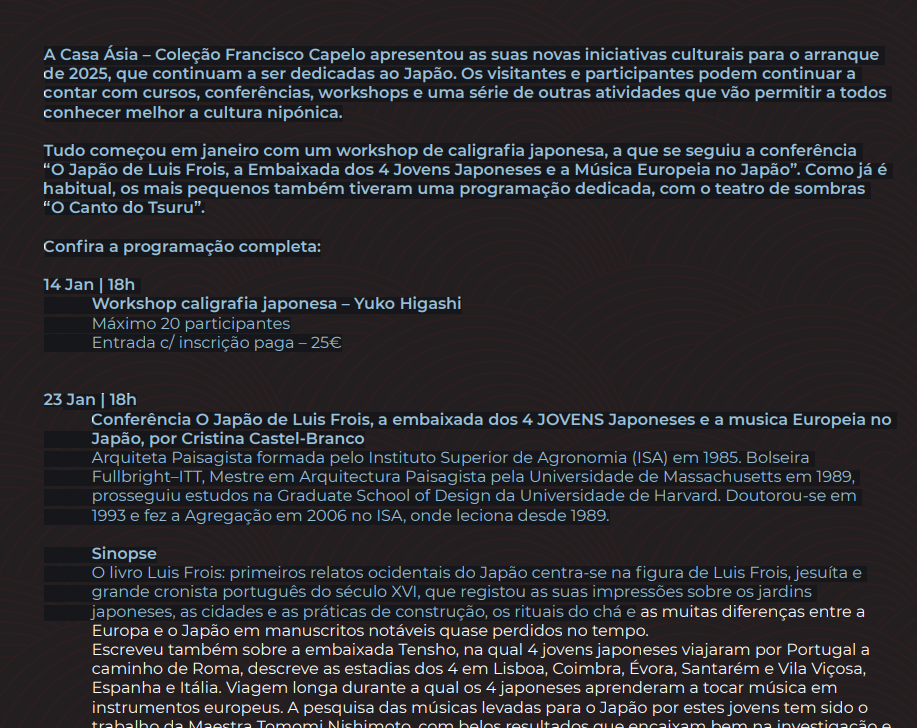 A Casa Ásia – Coleção Francisco Capelo apresentou as suas novas iniciativas culturais para o arranque
de 2025, que continuam a ser dedicadas ao Japão. Os visitantes e participantes podem continuar a
contar com cursos, conferências, workshops e uma série de outras atividades que vão permitir a todos
conhecer melhor a cultura nipónica.
Tudo começou em janeiro com um workshop de caligrafia japonesa, a que se seguiu a conferência
“O Japão de Luis Frois, a Embaixada dos 4 Jovens Japoneses e a Música Europeia no Japão”. Como já é
habitual, os mais pequenos também tiveram uma programação dedicada, com o teatro de sombras
“O Canto do Tsuru”.
Confira a programação completa:
14 Jan | 18h
Workshop caligrafia japonesa – Yuko Higashi
Máximo 20 participantes
Entrada c/ inscrição paga – 25€
23 Jan | 18h
Conferência O Japão de Luis Frois, a embaixada dos 4 JOVENS Japoneses e a musica Europeia no
Japão, por Cristina Castel-Branco
Arquiteta Paisagista formada pelo Instituto Superior de Agronomia (ISA) em 1985. Bolseira
Fullbright–ITT, Mestre em Arquitectura Paisagista pela Universidade de Massachusetts em 1989,
prosseguiu estudos na Graduate School of Design da Universidade de Harvard. Doutorou-se em
1993 e fez a Agregação em 2006 no ISA, onde leciona desde 1989.
Sinopse
O livro Luis Frois: primeiros relatos ocidentais do Japão centra-se na figura de Luis Frois, jesuíta e
grande cronista português do século XVI, que registou as suas impressões sobre os jardins
japoneses, as cidades e as práticas de construção, os rituais do chá e as muitas diferenças entre a
Europa e o Japão em manuscritos notáveis quase perdidos no tempo.
Escreveu também sobre a embaixada Tensho, na qual 4 jovens japoneses viajaram por Portugal a
caminho de Roma, descreve as estadias dos 4 em Lisboa, Coimbra, Évora, Santarém e Vila Viçosa,
Espanha e Itália. Viagem longa durante a qual os 4 japoneses aprenderam a tocar música em
instrumentos europeus. A pesquisa das músicas levadas para o Japão por estes jovens tem sido o
trabalho da Maestra Tomomi Nishimoto, com belos resultados que encaixam bem na investigação e